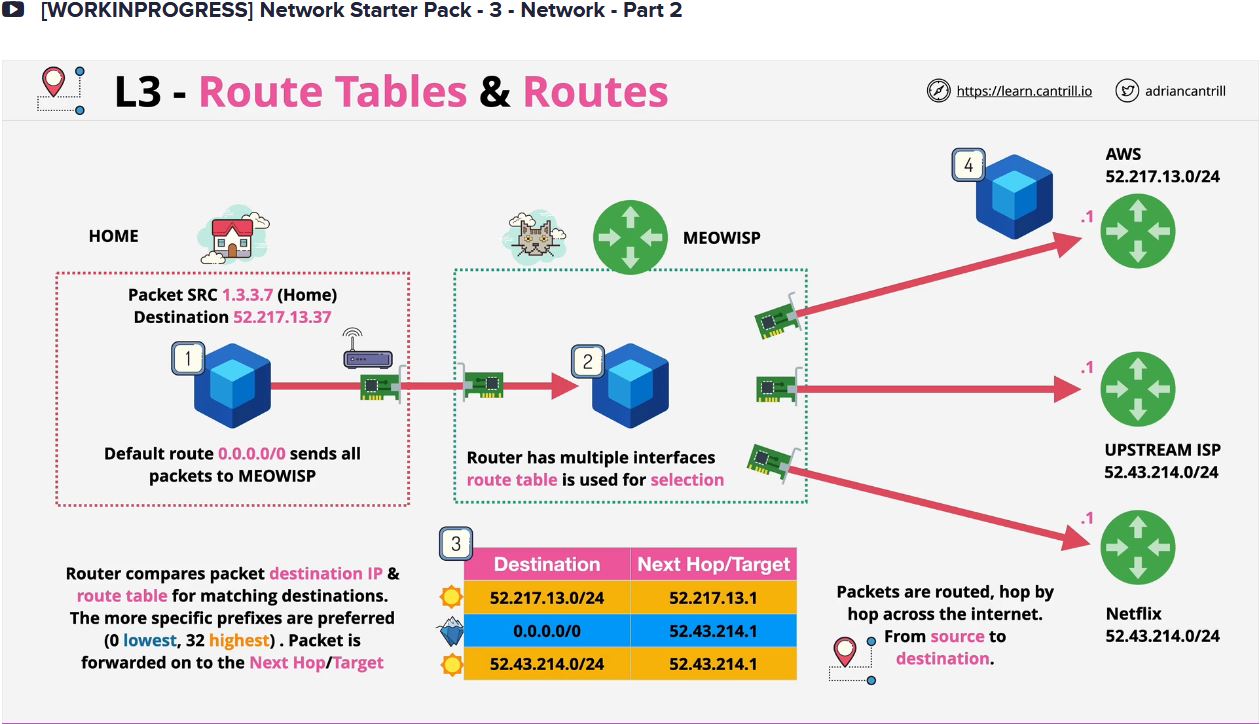 [WORKINPROGRESS] Network Starter Pack - 3 - Network - Part 2
L3 - Route Tables & Routes
https://learn.cantrill.io
adriancantrill
HOME
Packet SRC 1.3.3.7 (Home)
Destination 52.217.13.37
1
Default route 0.0.0.0/0 sends all
packets to MEOWISP
MEOWISP
2
Router has multiple interfaces
route table is used for selection
4
AWS
52.217.13.0/24
.1
.1
UPSTREAM ISP
52.43.214.0/24
.1
Netflix
52.43.214.0/24
Router compares packet destination IP &
route table for matching destinations.
The more specific prefixes are preferred
(0 lowest, 32 highest) . Packet is
forwarded on to the Next Hop/Target
3
Destination Next Hop/Target
52.217.13.0/24 52.217.13.1
0.0.0.0/0 52.43.214.1
52.43.214.0/24 52.43.214.1
Packets are routed, hop by
hop across the internet.
From source to
destination.